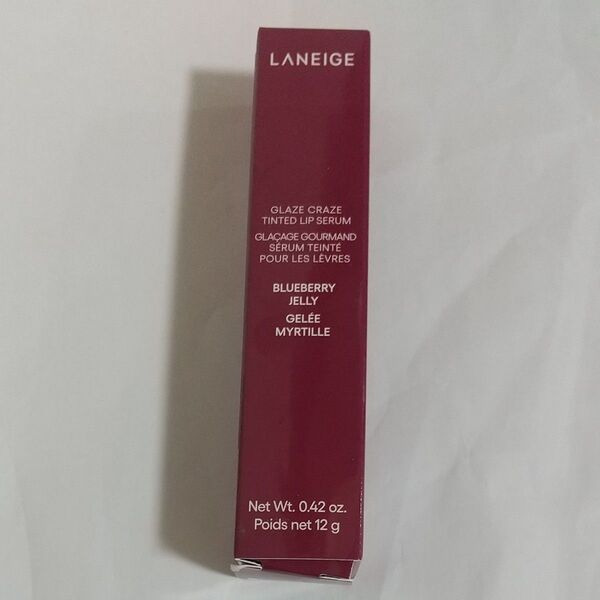 LANEIGE
GLAZE CRAZE
TINTED LIP SERUM
GLAÇAGE GOURMAND
SÉRUM TEINTÉ
POUR LES LÈVRES
BLUEBERRY
JELLY
GELÉE
MYRTILLE
Net Wt. 0.42 oz.
Poids net 12 g